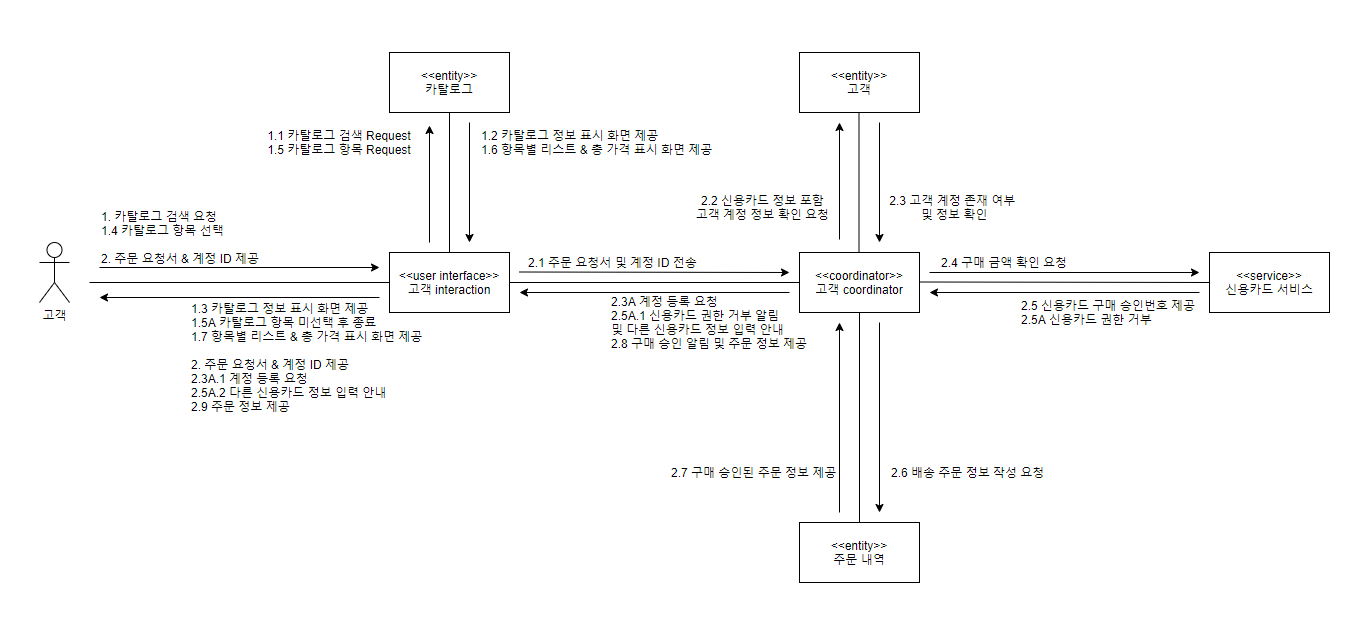 <<entity>>
카탈로그
<<entity>>
고객
1.1 카탈로그 검색 Request
1.5 카탈로그 항목 Request
1.2 카탈로그 정보 표시 화면 제공
1.6 항목별 리스트 & 총 가격 표시 화면 제공
2.2 신용카드 정보 포함
고객 계정 정보 확인 요청
2.3 고객 계정 존재 여부
및 정보 확인
1. 카탈로그 검색 요청
1.4 카탈로그 항목 선택
2. 주문 요청서 & 계정 ID 제공
고객
<<user interface>>
고객 interaction
2.1 주문 요청서 및 계정 ID 전송
<<coordinator>>
고객 coordinator
2.4 구매 금액 확인 요청
<<service>>
신용카드 서비스
1.3 카탈로그 정보 표시 화면 제공
1.5A 카탈로그 항목 미선택 후 종료
1.7 항목별 리스트 & 총 가격 표시 화면 제공
2. 주문 요청서 & 계정 ID 제공
2.3A.1 계정 등록 요청
2.5A.2 다른 신용카드 정보 입력 안내
2.9 주문 정보 제공
2.3A 계정 등록 요청
2.5A.1 신용카드 권한 거부 알림
및 다른 신용카드 정보 입력 안내
2.8 구매 승인 알림 및 주문 정보 제공
2.5 신용카드 구매 승인번호 제공
2.5A 신용카드 권한 거부
2.7 구매 승인된 주문 정보 제공
2.6 배송 주문 정보 작성 요청
<<entity>>
주문 내역